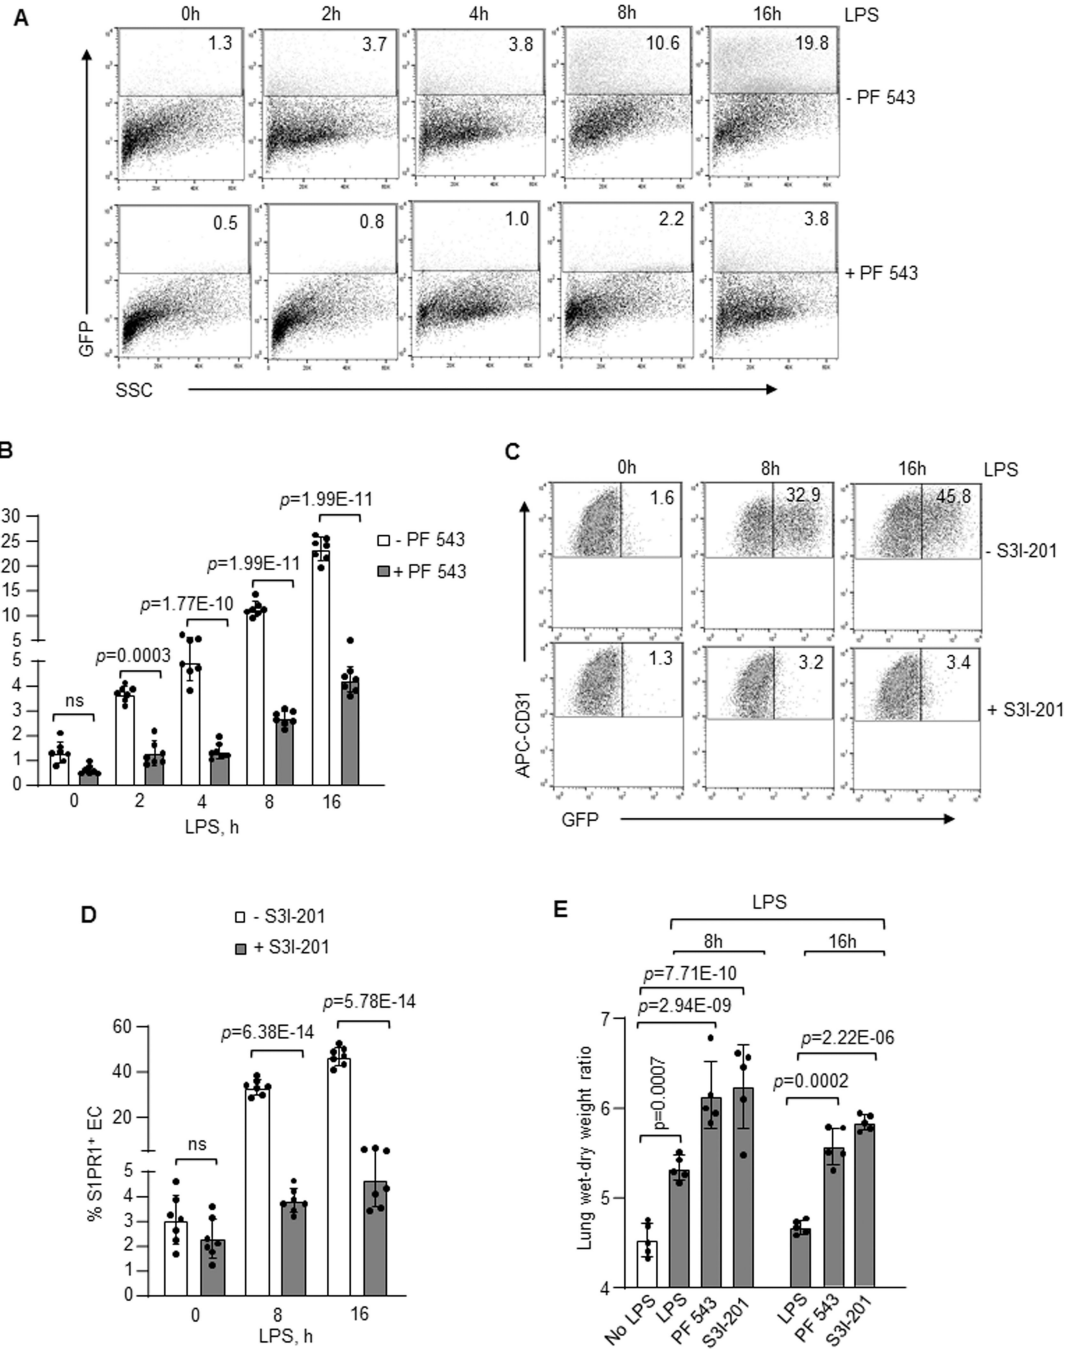 A
0h 2h 4h 8h 16h LPS
1.3 3.7 3.8 10.6 19.8
- PF 543
0.5 0.8 1.0 2.2 3.8
+ PF 543
GFP
SSC
B
p=1.99E-11
30
25
20
15
10
5
- PF 543
+ PF 543
p=1.99E-11
p=1.77E-10
p=0.0003
ns
5
4
3
2
1
0
0 2 4 8 16
LPS, h
C
0h 8h 16h LPS
1.6 32.9 45.8
- S3I-201
1.3 3.2 3.4
+ S3I-201
APC-CD31
GFP
D
- S3I-201
+ S3I-201
p=5.78E-14
p=6.38E-14
ns
60
40
20
5
4
3
2
1
0
% S1PR1⁺ EC
0 8 16
LPS, h
E
LPS
8h 16h
p=7.71E-10
p=2.94E-09
p=0.0007
p=2.22E-06
p=0.0002
7
6
5
4
Lung wet-dry weight ratio
No LPS LPS PF 543 S3I-201 LPS PF 543 S3I-201